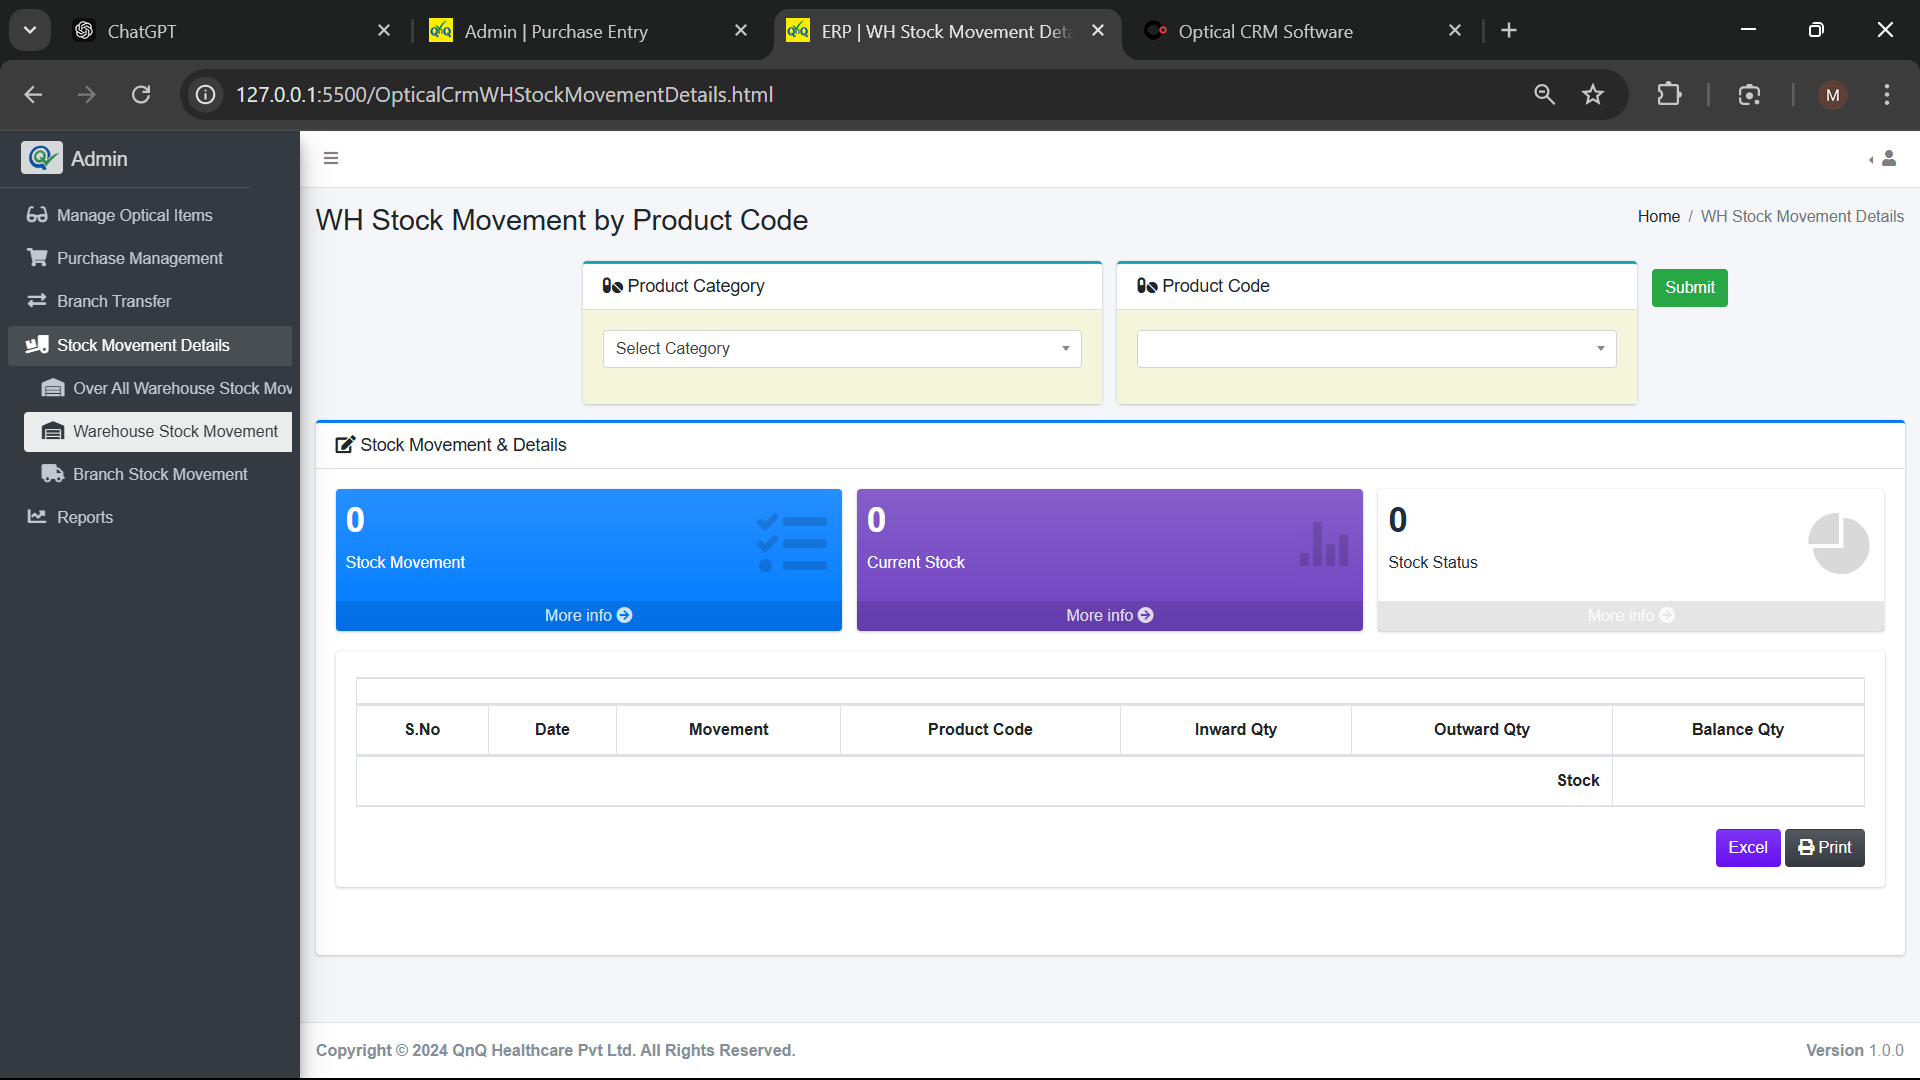 ChatGPT
Admin | Purchase Entry
ERP | WH Stock Movement Det
Optical CRM Software
127.0.0.1:5500/OpticalCrmWHStockMovementDetails.html
M
Admin
Manage Optical Items
Purchase Management
Branch Transfer
Stock Movement Details
Over All Warehouse Stock Mov
Warehouse Stock Movement
Branch Stock Movement
Reports
WH Stock Movement by Product Code
Home / WH Stock Movement Details
Product Category
Select Category
Product Code
Submit
Stock Movement & Details
0
Stock Movement
More info
0
Current Stock
More info
0
Stock Status
More info
S.No Date Movement Product Code Inward Qty Outward Qty Balance Qty
Stock
Excel Print
Copyright © 2024 QnQ Healthcare Pvt Ltd. All Rights Reserved.
Version 1.0.0